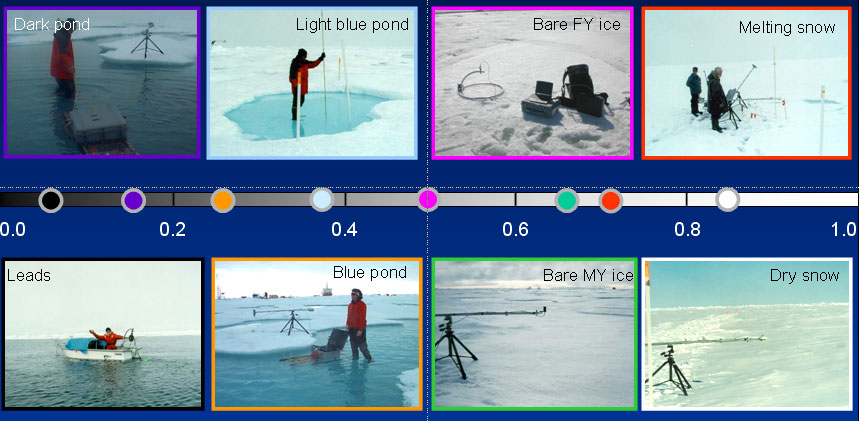 Dark pond
Light blue pond
Bare FY ice
Melting snow
0.0
0.2
0.4
0.6
0.8
1.0
Leads
Blue pond
Bare MY ice
Dry snow